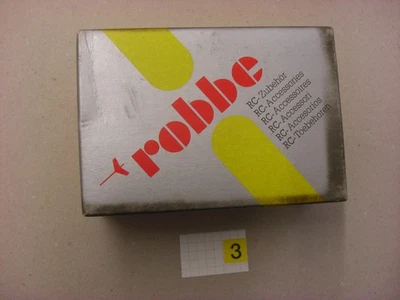 robbe
RC-Zubehör
RC-Accessories
RC-Accessoires
RC-Accessori
RC-Accesorios
RC-Toebehoren
3